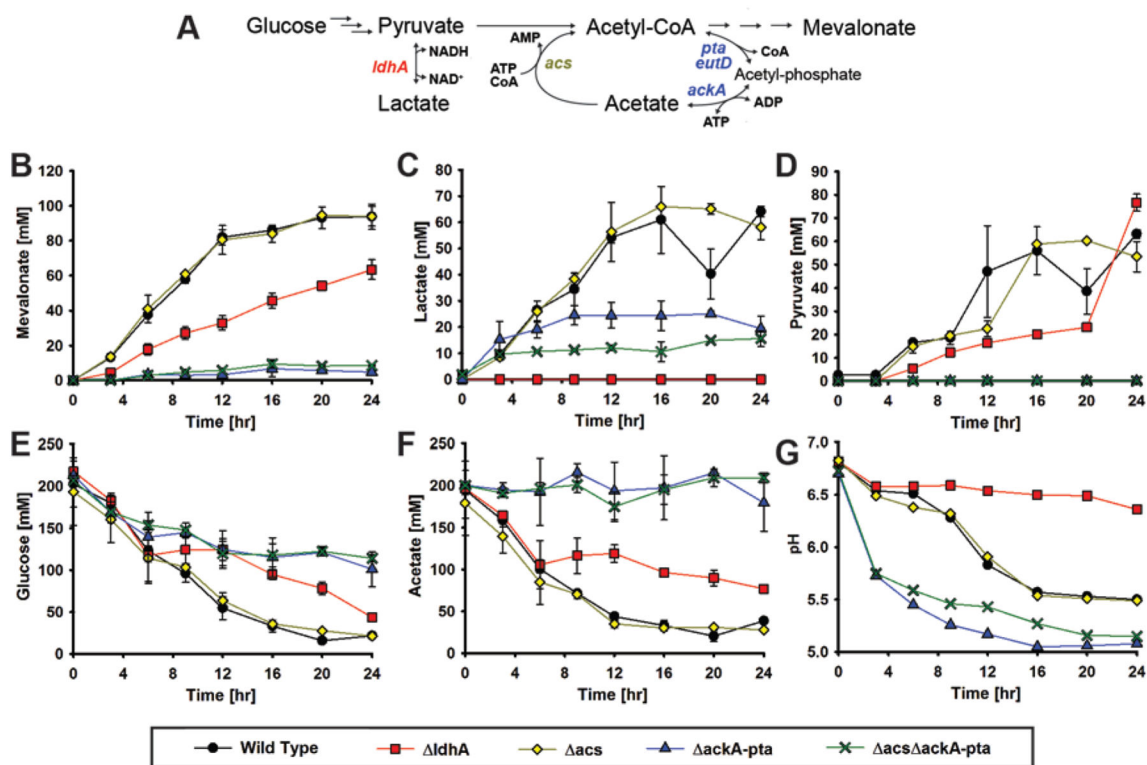 A
Glucose Pyruvate Acetyl-CoA Mevalonate
ldhA NADH NAD+ AMP ATP CoA acs pta eutD CoA
Acetyl-phosphate
ackA ADP ATP
Lactate Acetate
B
Mevalonate [mM]
120
100
80
60
40
20
0
0 4 8 12 16 20 24
Time [hr]
C
Lactate [mM]
80
70
60
50
40
30
20
10
0
0 4 8 12 16 20 24
Time [hr]
D
Pyruvate [mM]
90
80
70
60
50
40
30
20
10
0
0 4 8 12 16 20 24
Time [hr]
E
Glucose [mM]
250
200
150
100
50
0
0 4 8 12 16 20 24
Time [hr]
F
Acetate [mM]
250
200
150
100
50
0
0 4 8 12 16 20 24
Time [hr]
G
pH
7.0
6.5
6.0
5.5
5.0
0 4 8 12 16 20 24
Time [hr]
Wild Type ΔldhA Δacs ΔackA-pta ΔacsΔackA-pta